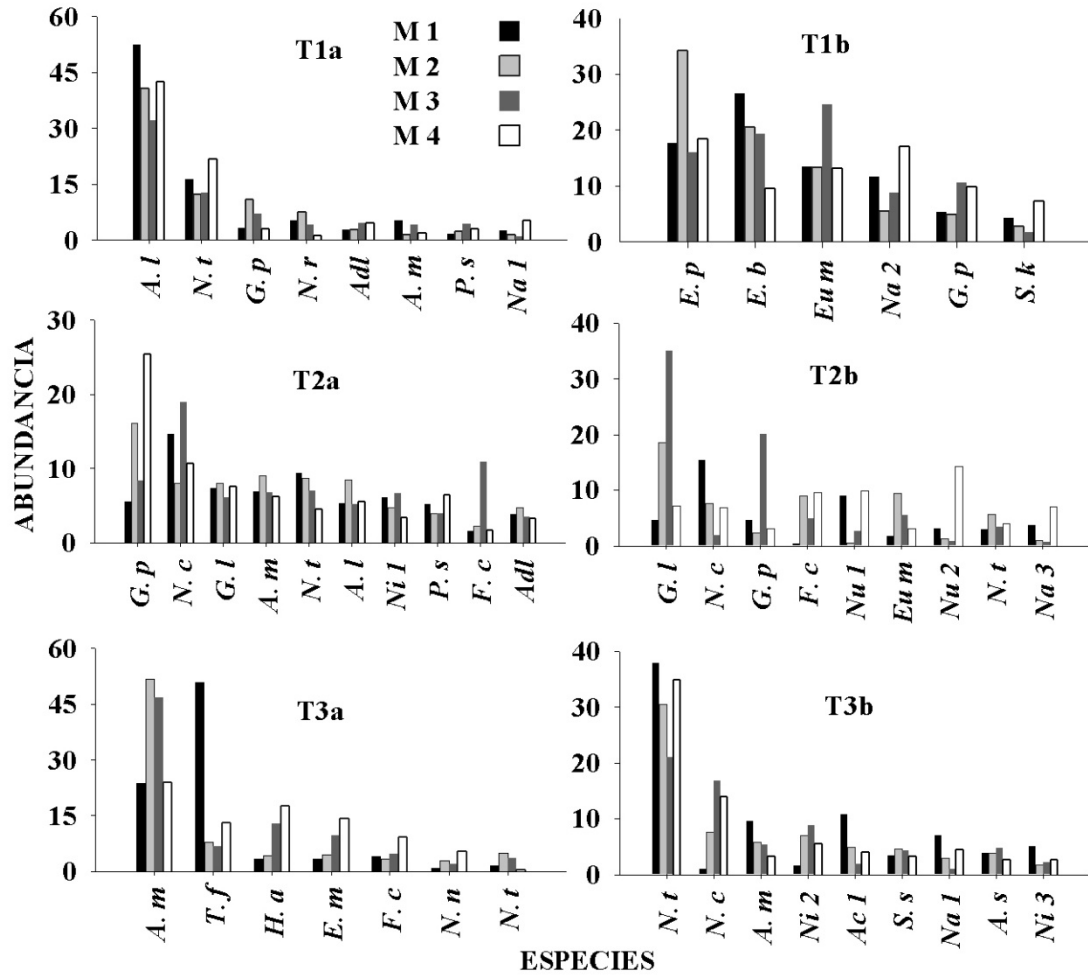 T1a
M 1
M 2
M 3
M 4
60
45
30
15
0
A. l
N. t
G. p
N. r
Adl
A. m
P. s
Na 1
T1b
40
30
20
10
0
E. p
E. b
Eu m
Na 2
G. p
S. k
ABUNDANCIA
T2a
30
20
10
0
G. p
N. c
G. l
A. m
N. t
A. l
Ni 1
P. s
F. c
Adl
T2b
40
30
20
10
0
G. l
N. c
G. p
F. c
Nu 1
Eu m
Nu 2
N. t
Na 3
T3a
60
45
30
15
0
A. m
T. f
H. a
E. m
F. c
N. n
N. t
T3b
40
30
20
10
0
N. t
N. c
A. m
Ni 2
Ac 1
S. s
Na 1
A. s
Ni 3
ESPECIES